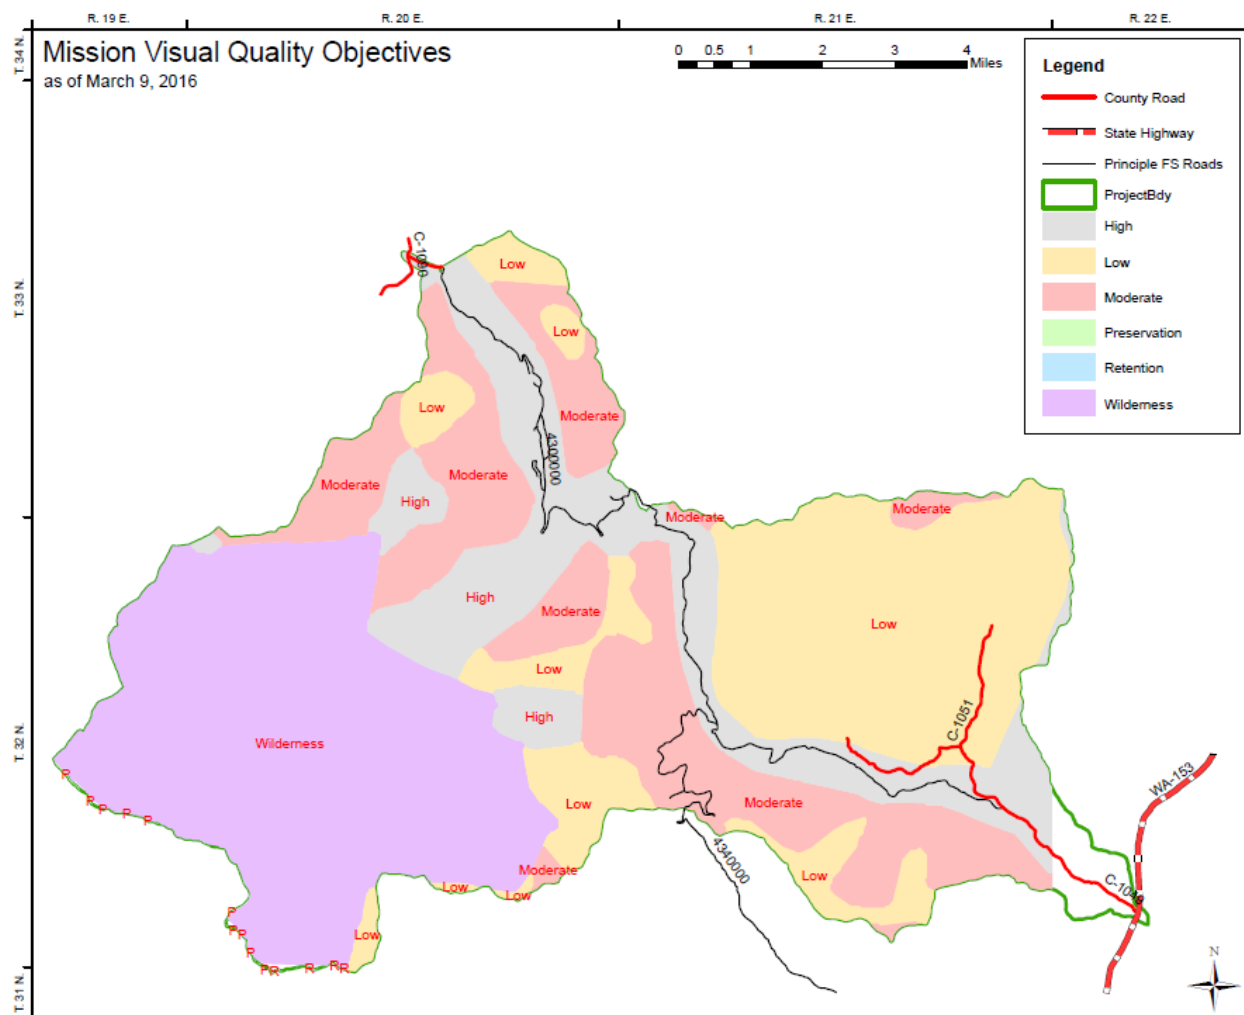 R. 19 E. R. 20 E. R. 21 E. R. 22 E.
T. 34 N.
Mission Visual Quality Objectives
as of March 9, 2016
0 0.5 1 2 3 4
Miles
Legend
County Road
State Highway
Principle FS Roads
ProjectBdy
High
Low
Moderate
Preservation
Retention
Wilderness
T. 33 N.
C-1090
Low
Low
Low
Moderate
4300000
Moderate
Moderate
High
Moderate
Moderate
High
Moderate
Low
Low
High
C-1051
Wilderness
WA-153
P
P
P
P
P
Low
Moderate
4340000
Moderate
Low
Low
Low
C-1049
P
P
P
P
Low
P
R
R
R
R
T. 32 N.
T. 31 N.
N